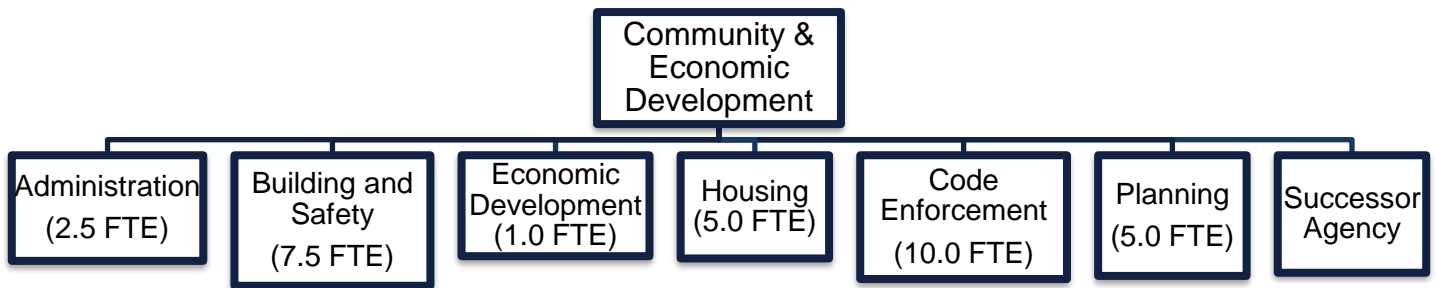 Community &
Economic
Development
Administration
(2.5 FTE)
Building and
Safety
(7.5 FTE)
Economic
Development
(1.0 FTE)
Housing
(5.0 FTE)
Code
Enforcement
(10.0 FTE)
Planning
(5.0 FTE)
Successor
Agency